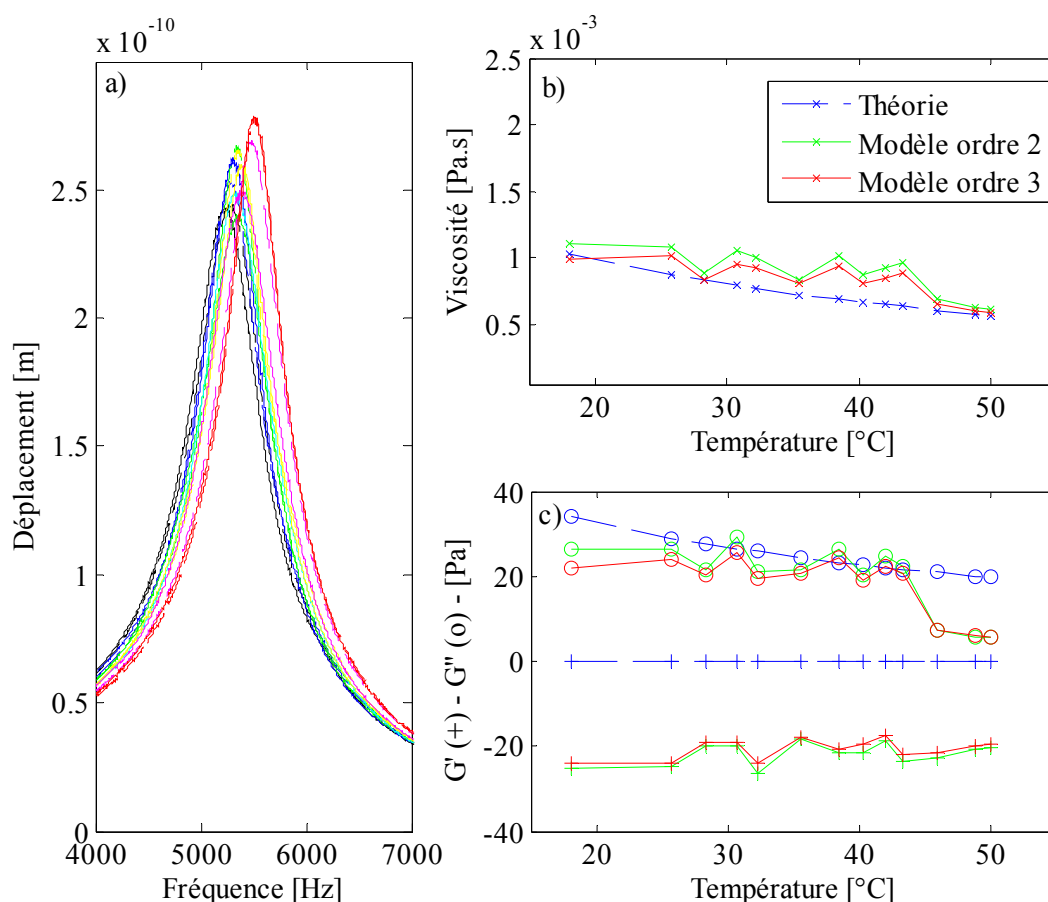 x 10⁻¹⁰
a)
2.5
2
1.5
1
0.5
0
4000 5000 6000 7000
Déplacement [m]
Fréquence [Hz]
x 10⁻³
b)
2.5
2
1.5
1
0.5
20 30 40 50
Viscosité [Pa.s]
Température [°C]
Théorie
Modèle ordre 2
Modèle ordre 3
c)
40
20
0
-20
-40
20 30 40 50
G' (+) - G'' (o) - [Pa]
Température [°C]